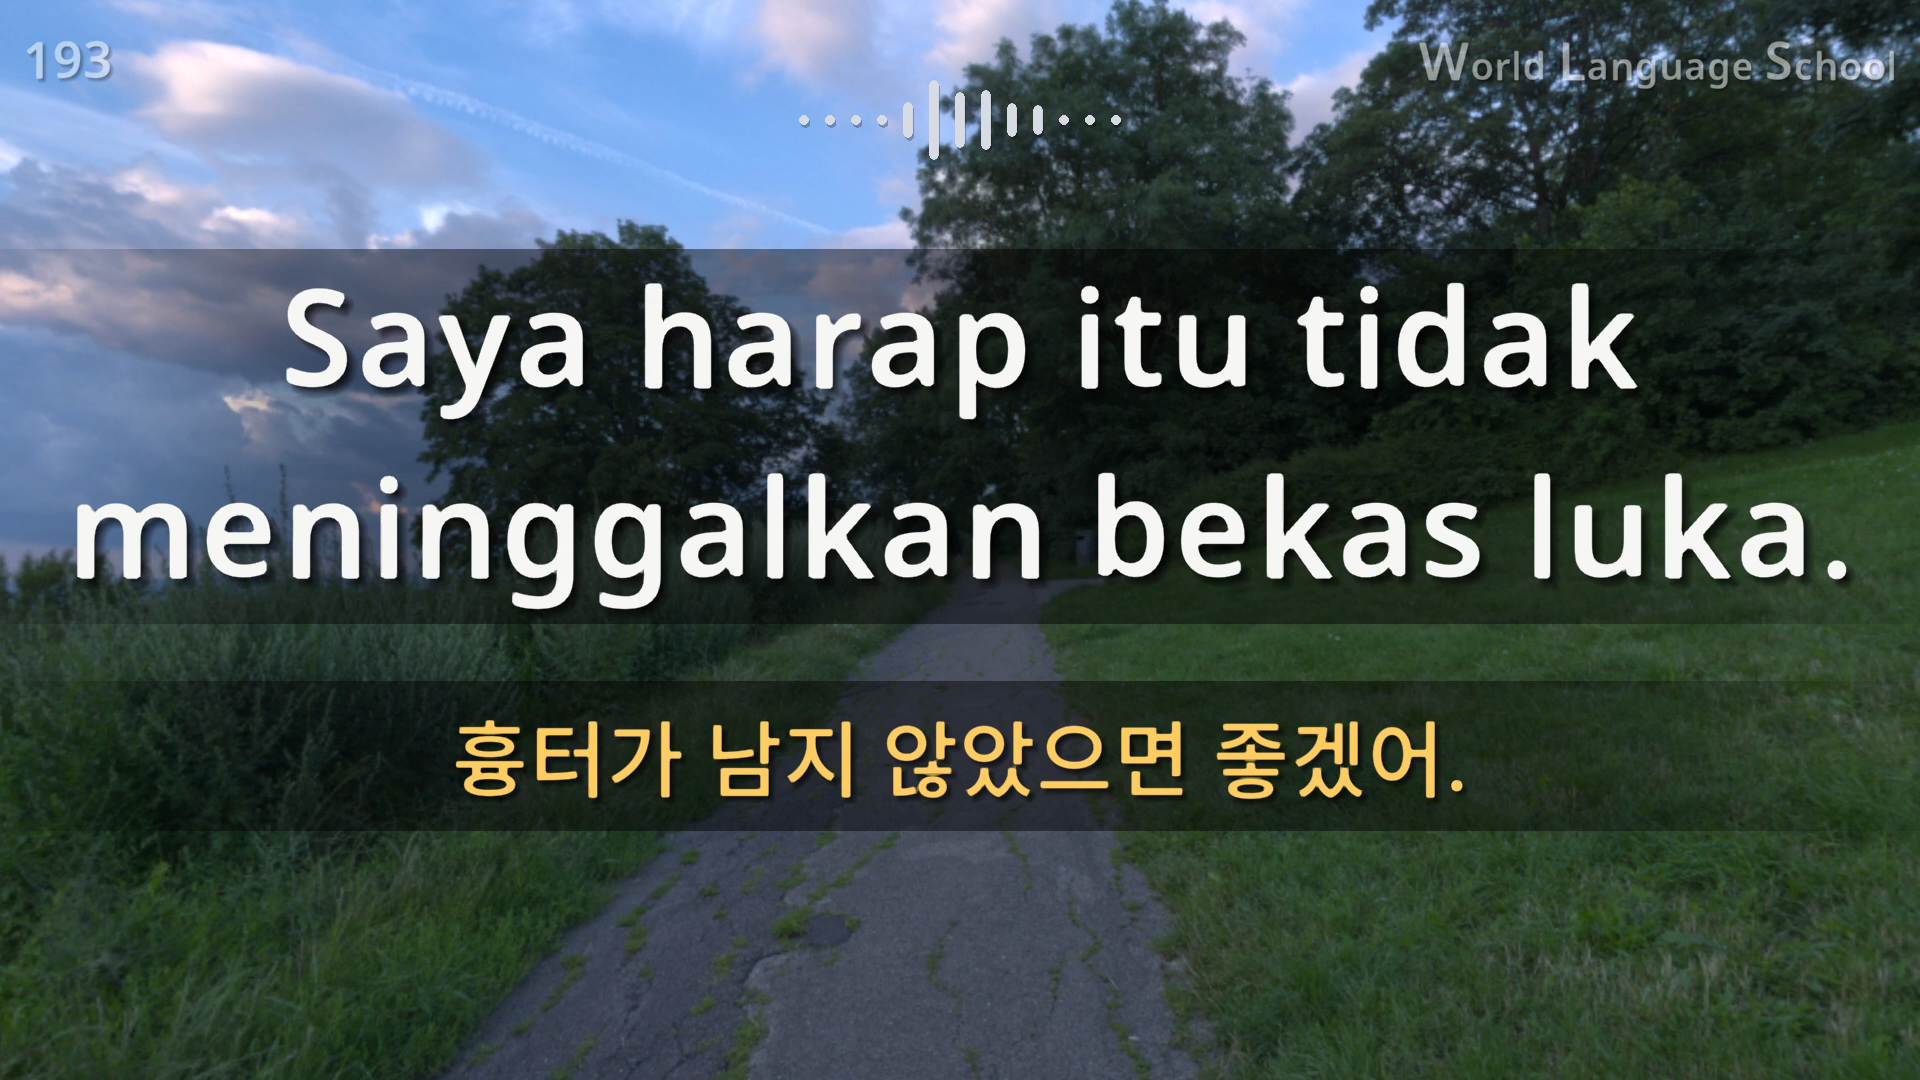 193
World Language School
Saya harap itu tidak
meninggalkan bekas luka.
흉터가 남지 않았으면 좋겠어.